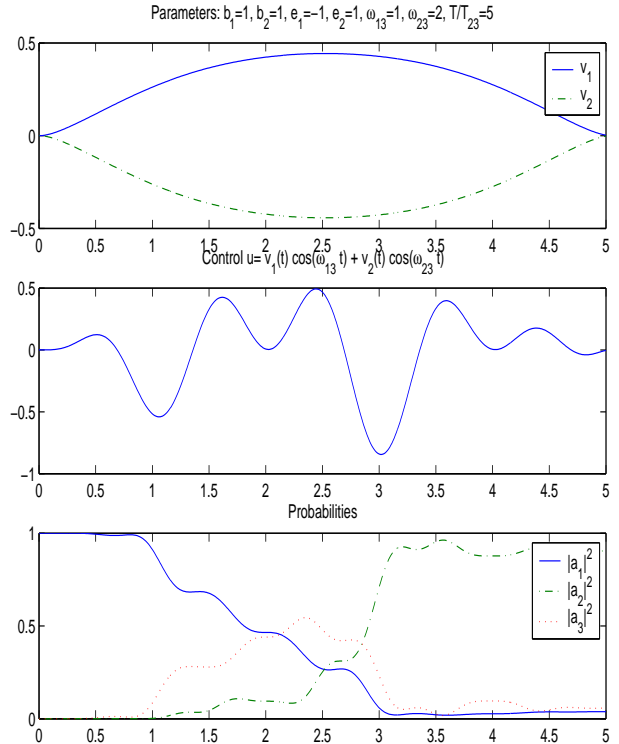 Parameters: b_1=1, b_2=1, e_1=−1, e_2=1, ω_13=1, ω_23=2, T/T_23=5
0.5
0
−0.5
v_1
v_2
0 0.5 1 1.5 2 2.5 3 3.5 4 4.5 5
Control u= v_1(t) cos(ω_13 t) + v_2(t) cos(ω_23 t)
0.5
0
−0.5
−1
0 0.5 1 1.5 2 2.5 3 3.5 4 4.5 5
Probabilities
1
0.5
0
|a_1|^2
|a_2|^2
|a_3|^2
0 0.5 1 1.5 2 2.5 3 3.5 4 4.5 5